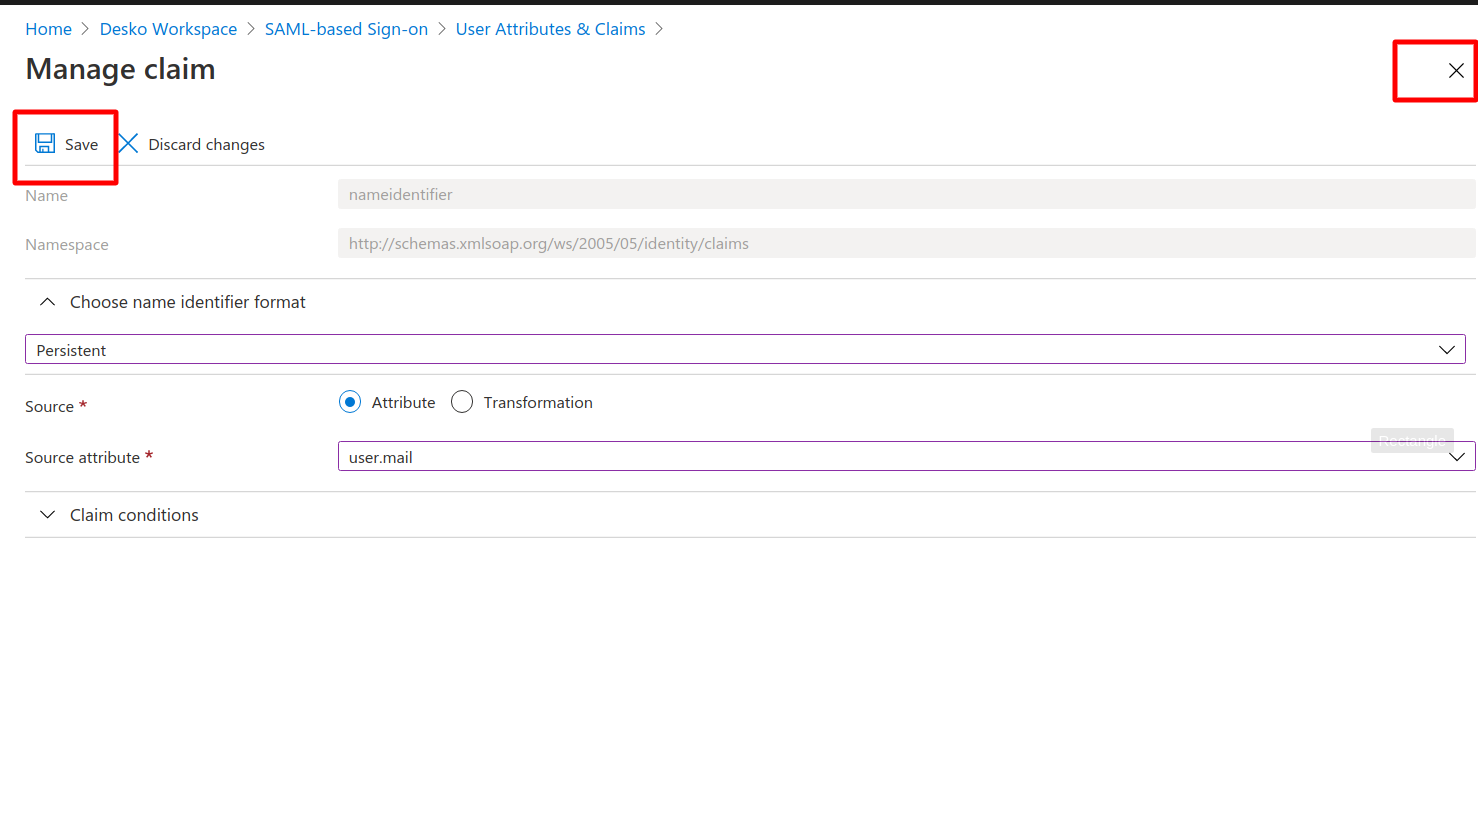 Home > Desko Workspace > SAML-based Sign-on > User Attributes & Claims >
Manage claim
Save Discard changes
Name nameidentifier
Namespace http://schemas.xmlsoap.org/ws/2005/05/identity/claims
Choose name identifier format
Persistent
Source * Attribute Transformation
Rectangle
Source attribute * user.mail
Claim conditions